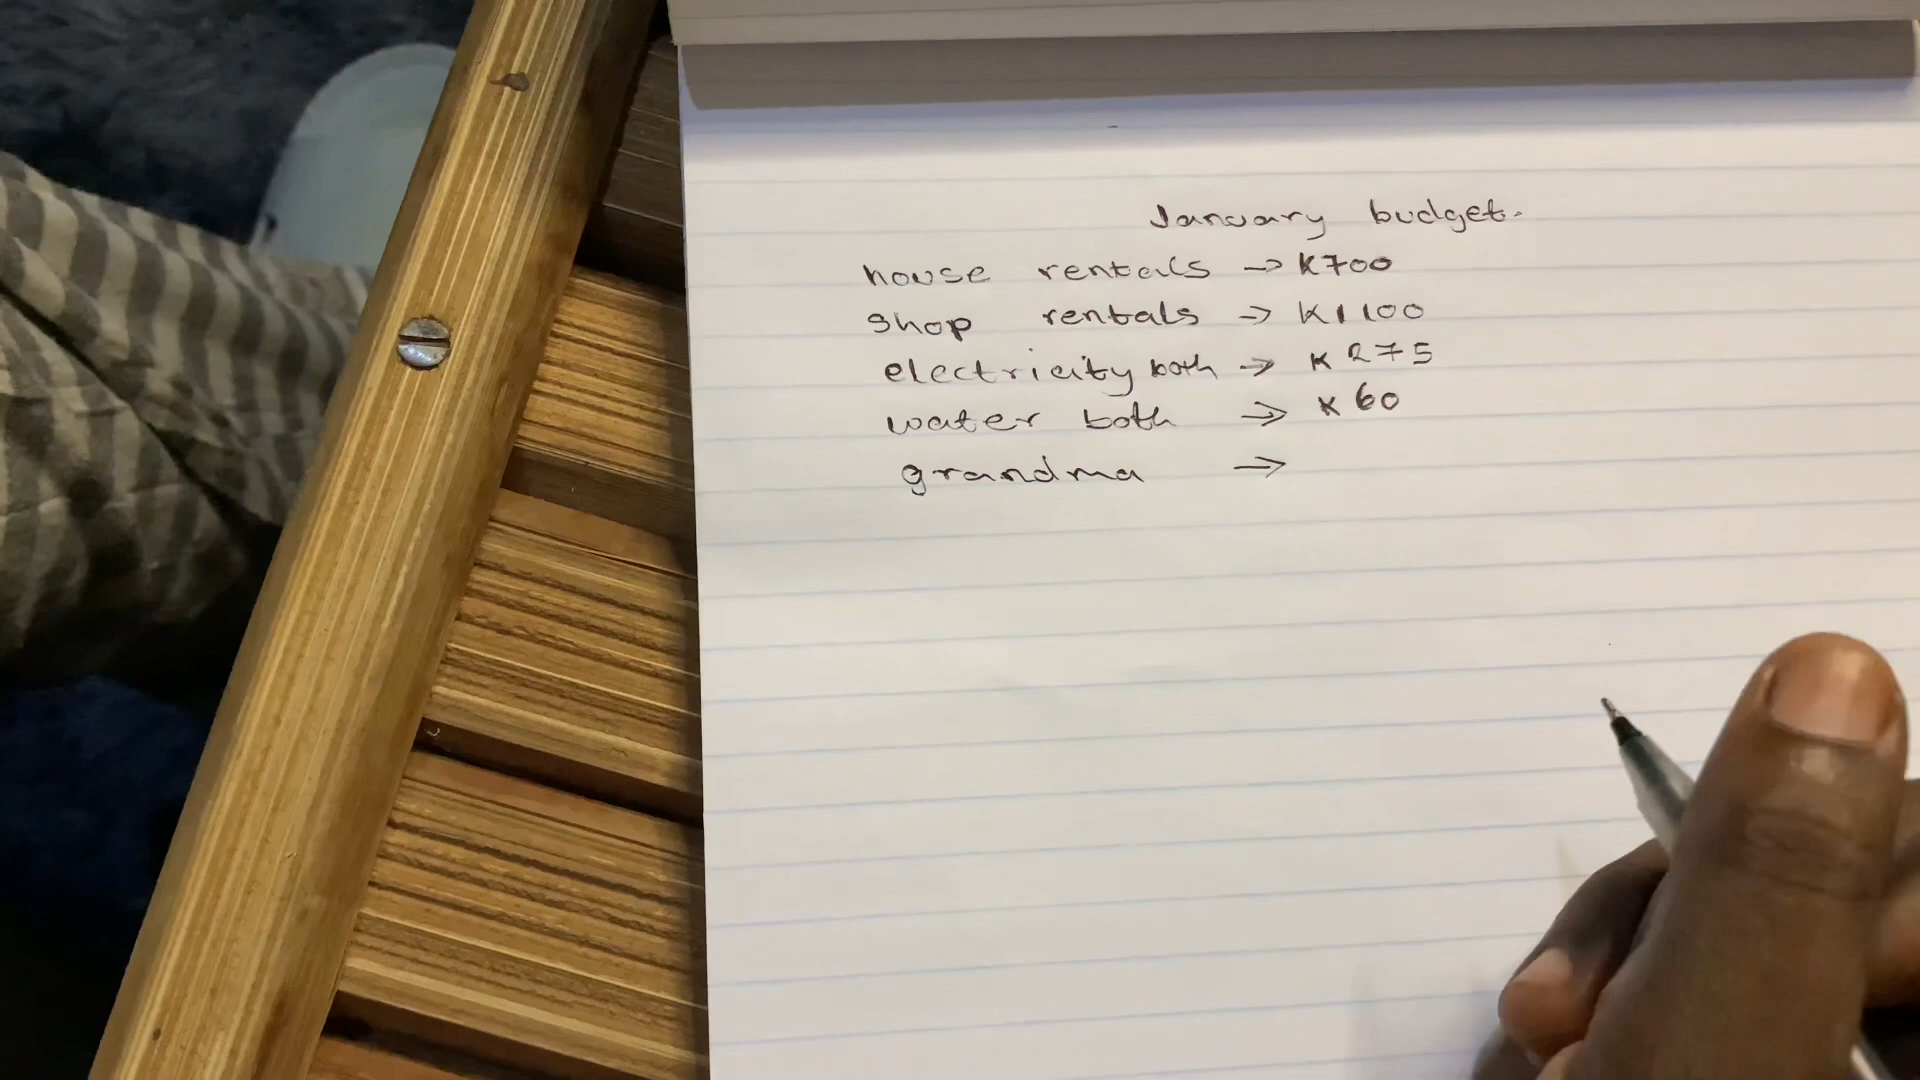 January budget.
house rentals → K700
shop rentals → K1100
electricity both → K275
water both → K60
grandma →